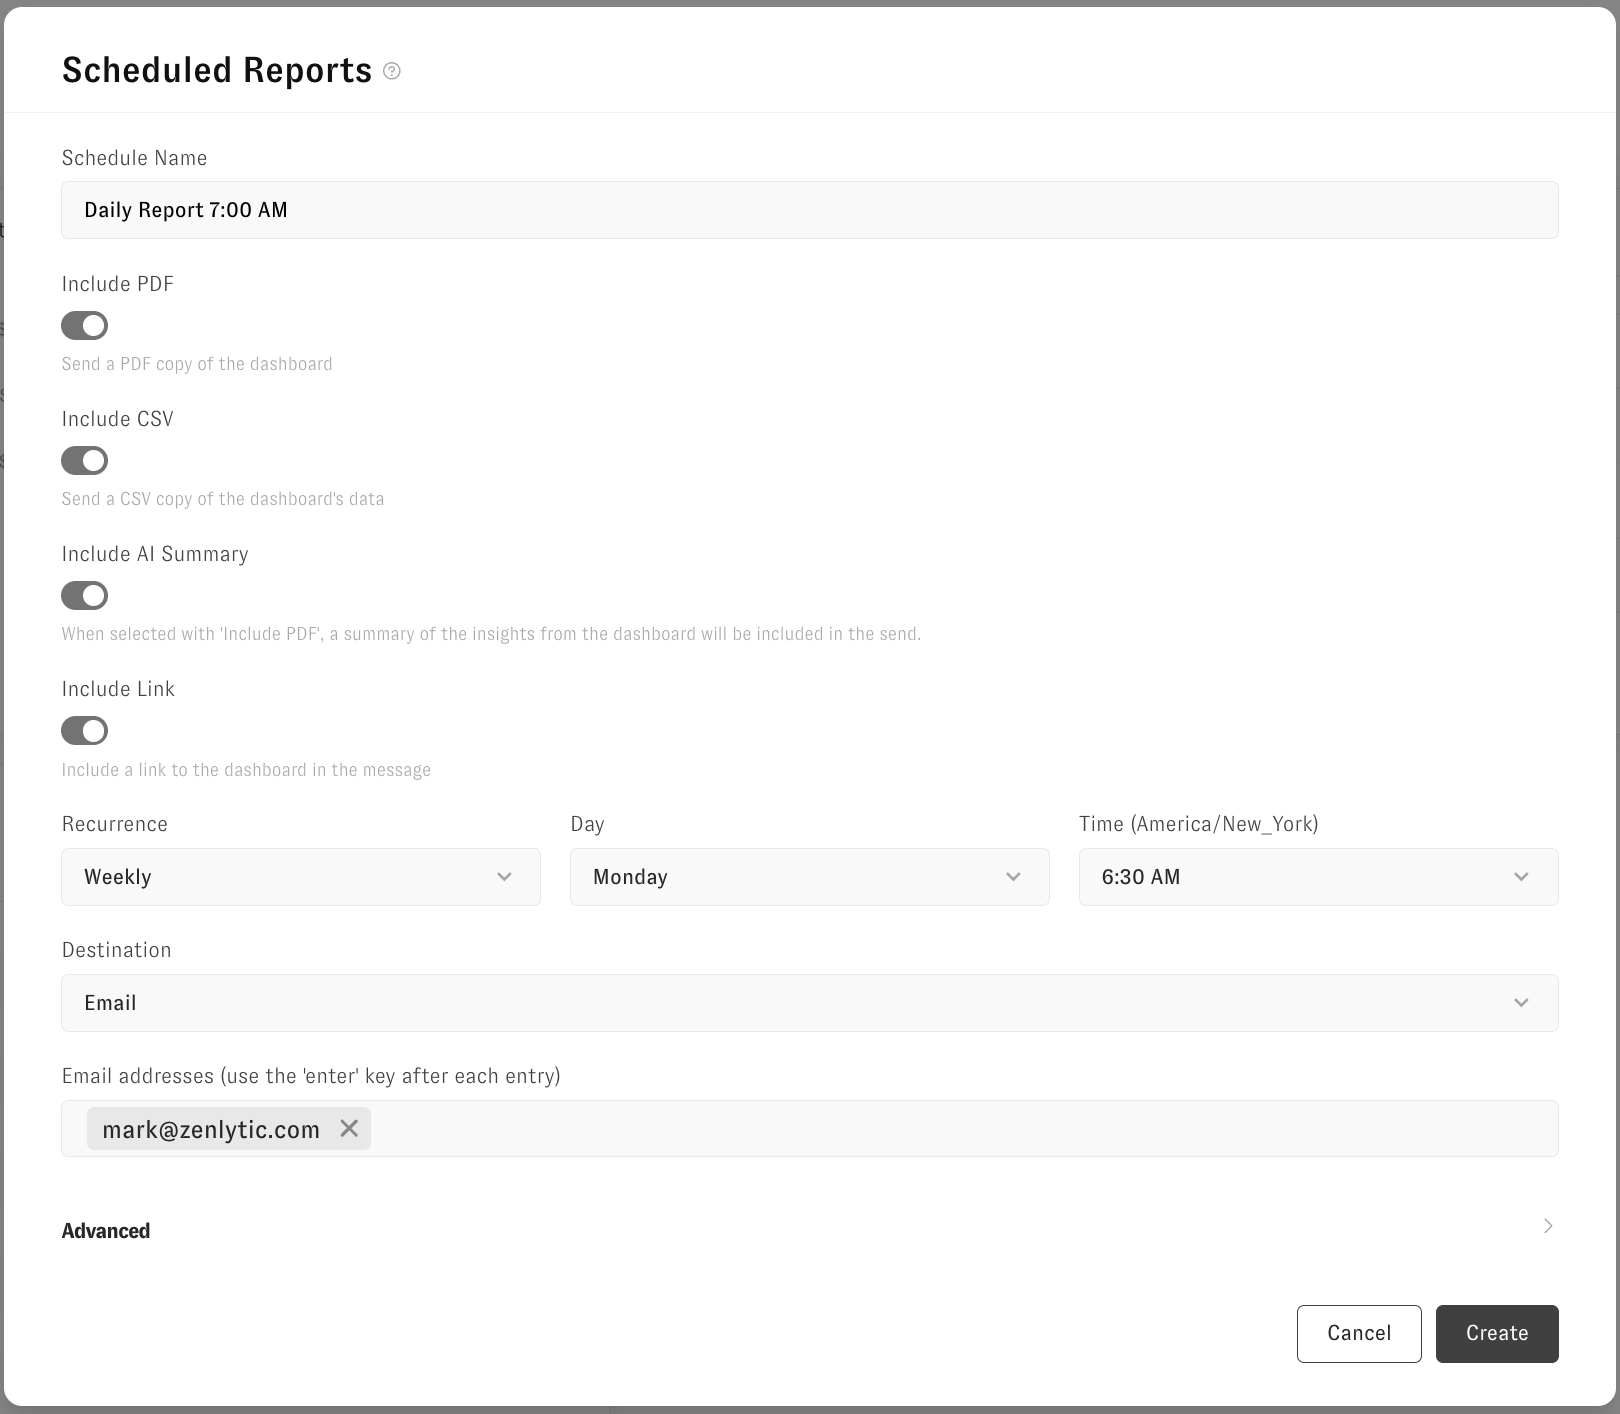 Scheduled Reports
Schedule Name
Daily Report 7:00 AM
Include PDF
Send a PDF copy of the dashboard
Include CSV
Send a CSV copy of the dashboard's data
Include AI Summary
When selected with 'Include PDF', a summary of the insights from the dashboard will be included in the send.
Include Link
Include a link to the dashboard in the message
Recurrence Day Time (America/New_York)
Weekly Monday 6:30 AM
Destination
Email
Email addresses (use the 'enter' key after each entry)
mark@zenlytic.com
Advanced
Cancel Create